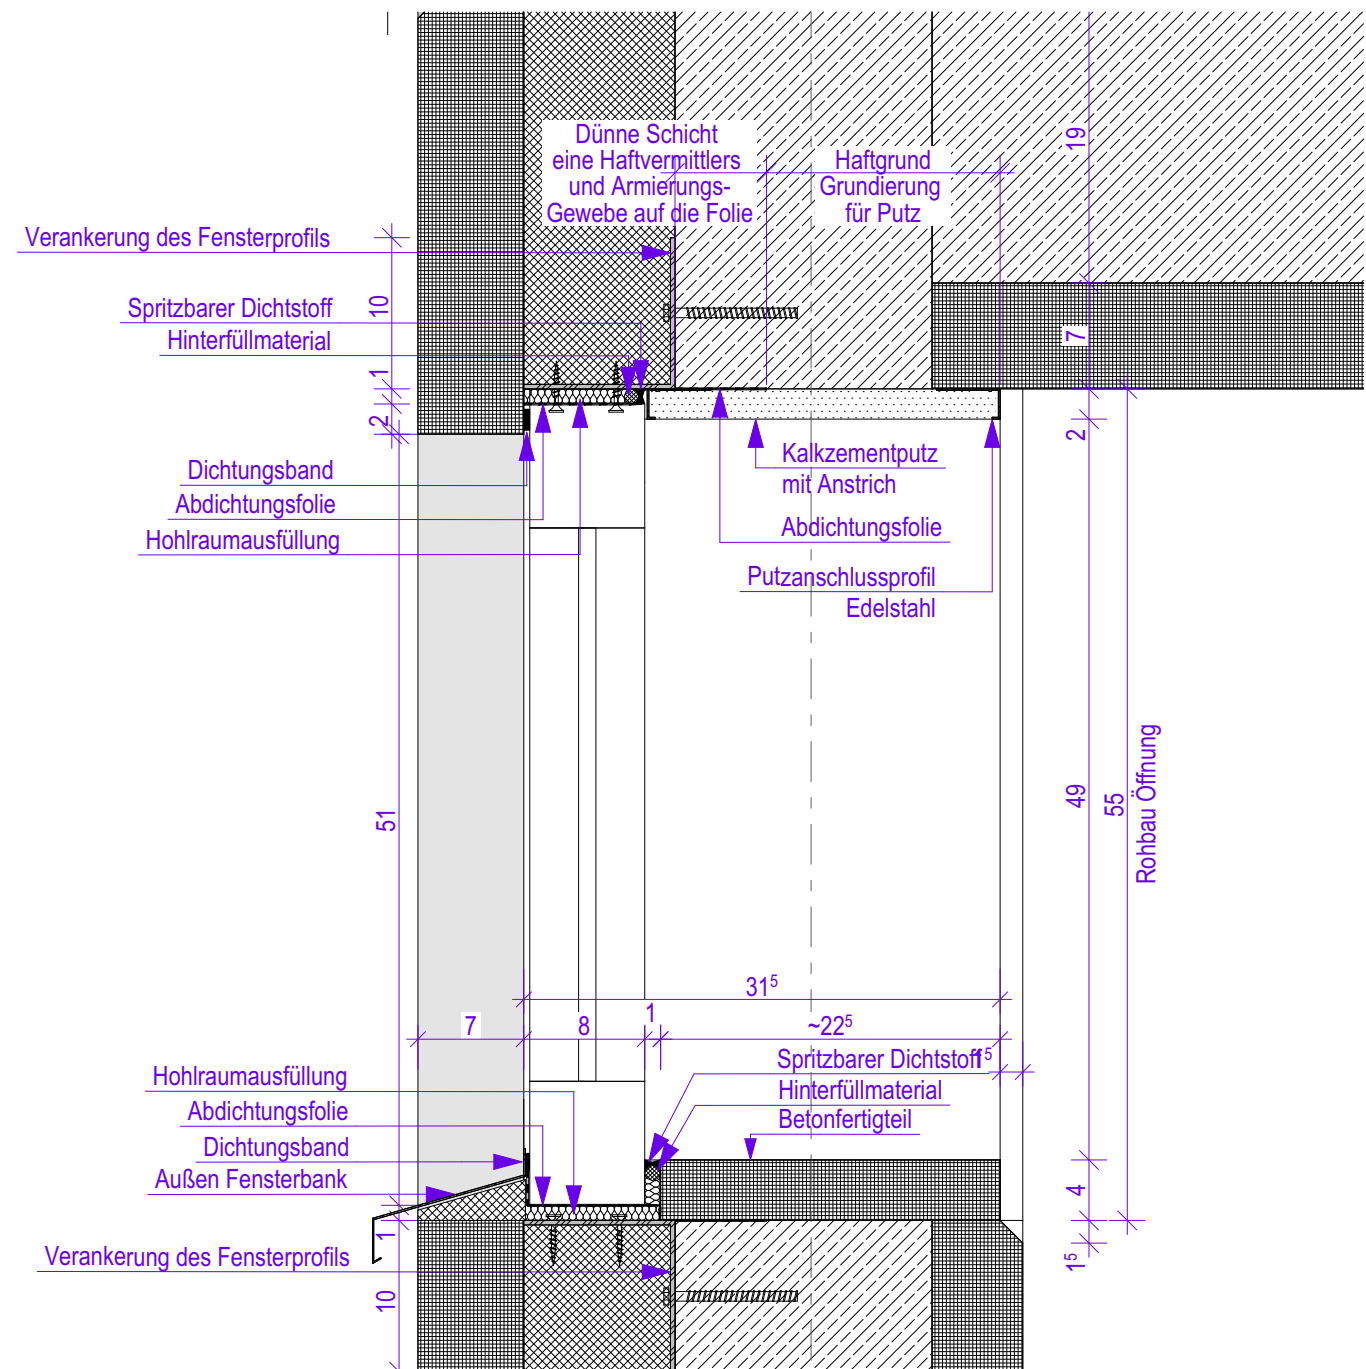 19
Dünne Schicht
eine Haftvermittlers
und Armierungs-
Gewebe auf die Folie
Haftgrund
Grundierung
für Putz
Verankerung des Fensterprofils
10
Spritzbarer Dichtstoff
Hinterfüllmaterial
7
1
2
2
Dichtungsband
Abdichtungsfolie
Hohlraumausfüllung
Kalkzementputz
mit Anstrich
Abdichtungsfolie
Putzanschlussprofil
Edelstahl
51
49
55
Rohbau Öffnung
31⁵
7
8
1
~22⁵
1⁵
Spritzbarer Dichtstoff
Hinterfüllmaterial
Betonfertigteil
Hohlraumausfüllung
Abdichtungsfolie
Dichtungsband
Außen Fensterbank
4
1
1⁵
Verankerung des Fensterprofils
10